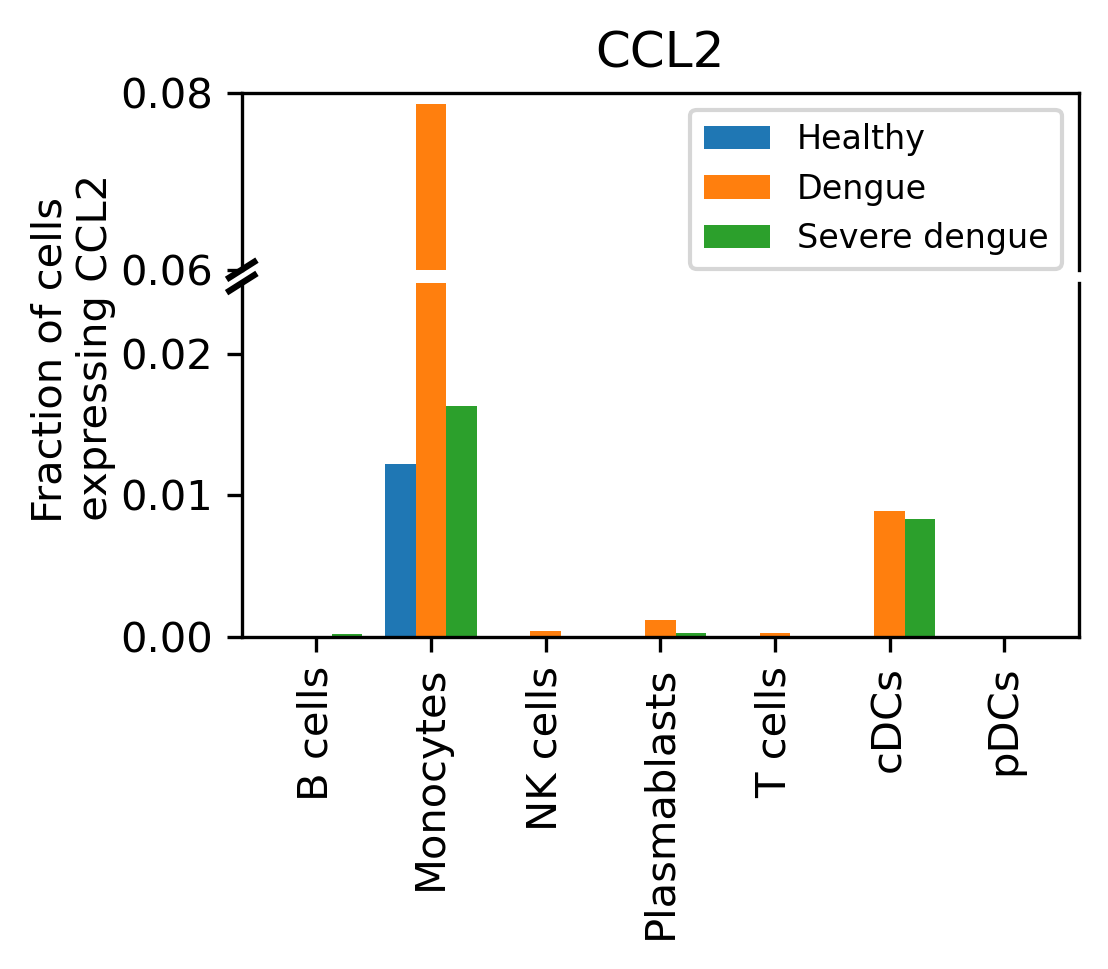 CCL2
Fraction of cells
expressing CCL2
0.08
0.06
0.02
0.01
0.00
Healthy
Dengue
Severe dengue
B cells
Monocytes
NK cells
Plasmablasts
T cells
cDCs
pDCs